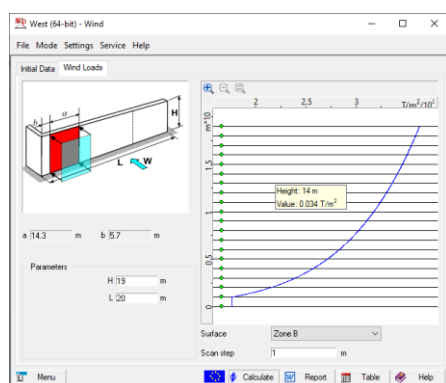 West (64-bit) - Wind
File Mode Settings Service Help
Initial Data Wind Loads
b a H L W
a 14.3 m b 5.7 m
Parameters
H 19 m
L 20 m
2 2,5 3 T/m²/10²
m*10
1,5
1
0,5
0
Height: 14 m
Value: 0.034 T/m²
Surface Zone B
Scan step 1 m
Menu Calculate Report Table Help